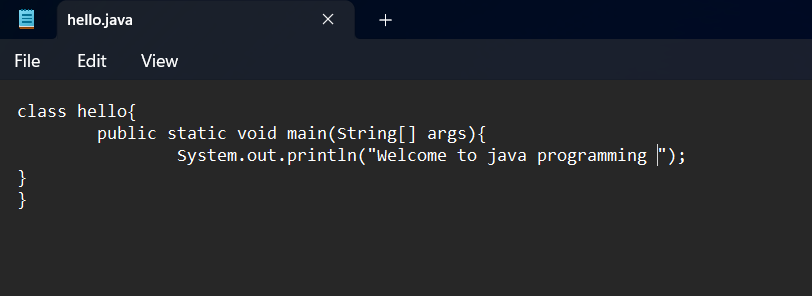 hello.java
File Edit View
class hello{
        public static void main(String[] args){
                System.out.println("Welcome to java programming ");
}
}